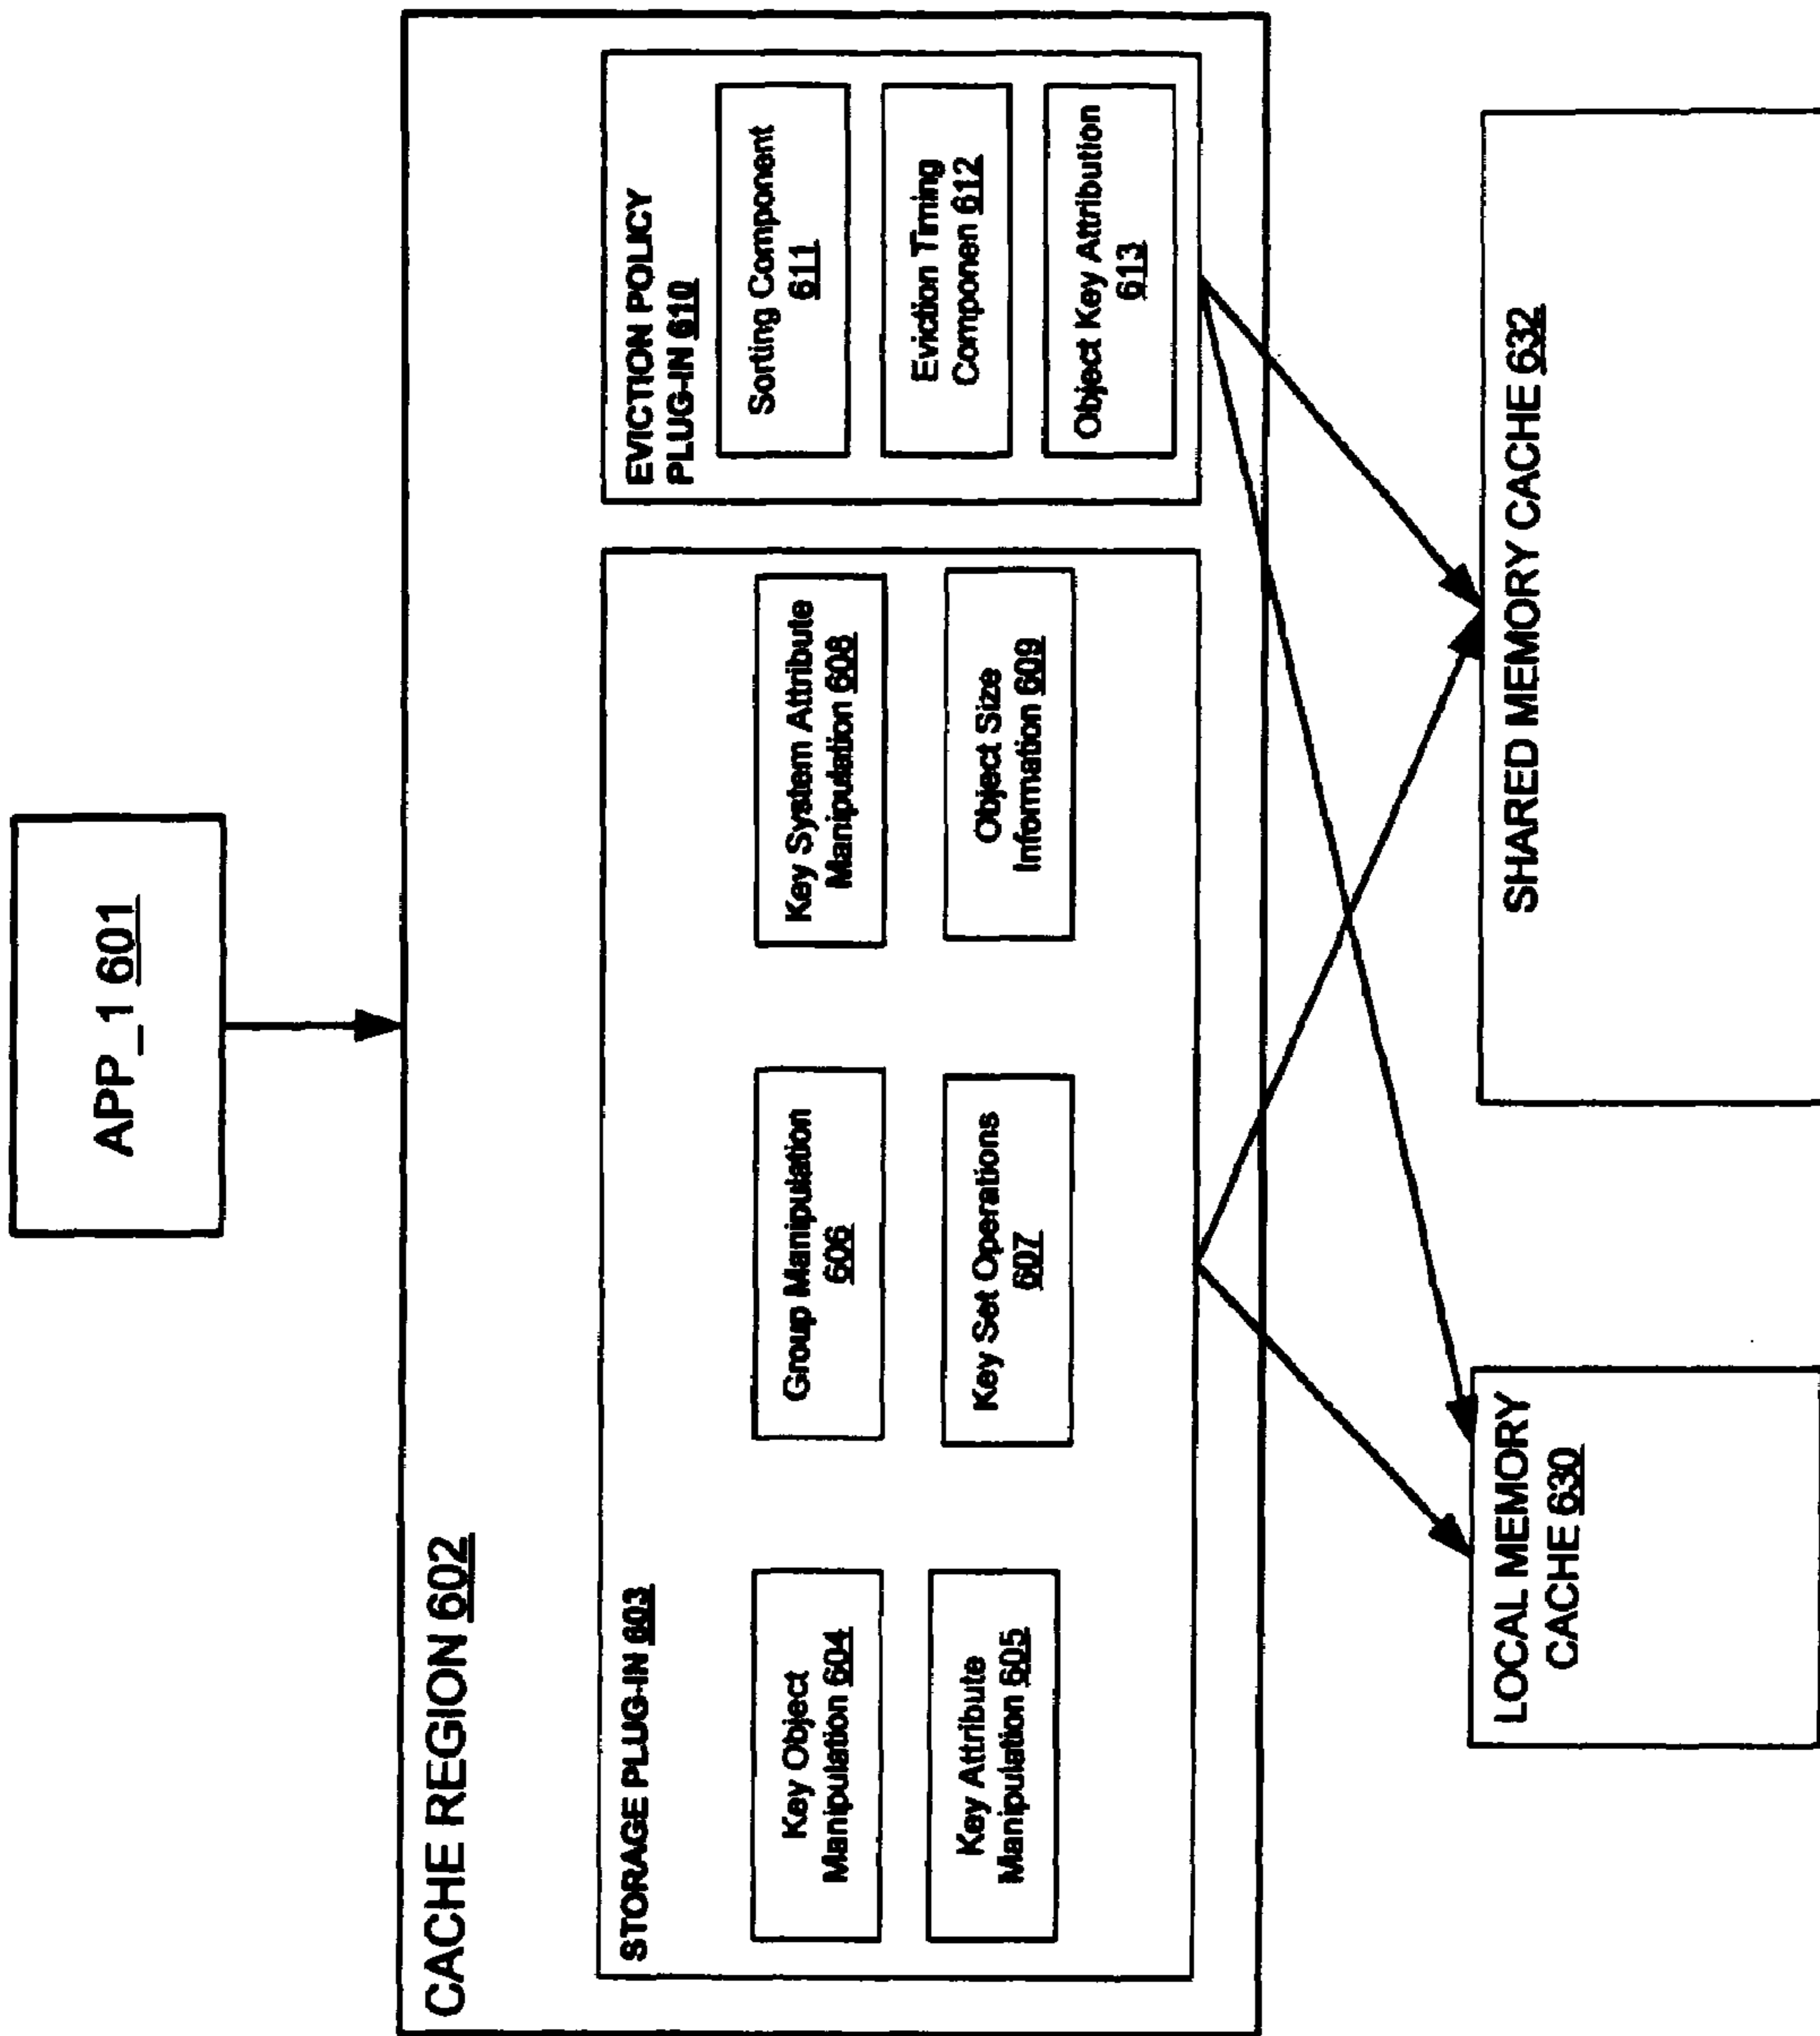 APP_1 601
CACHE REGION 602
STORAGE PLUG-IN 603
Key Object
Manipulation 604
Key Attribute
Manipulation 605
Group Manipulation
606
Key Set Operations
607
Key System Attribute
Manipulation 608
Object Size
Information 609
EVICTION POLICY
PLUG-IN 610
Sorting Component
611
Eviction Timing
Componen 612
Object Key Attribution
613
LOCAL MEMORY
CACHE 630
SHARED MEMORY CACHE 632